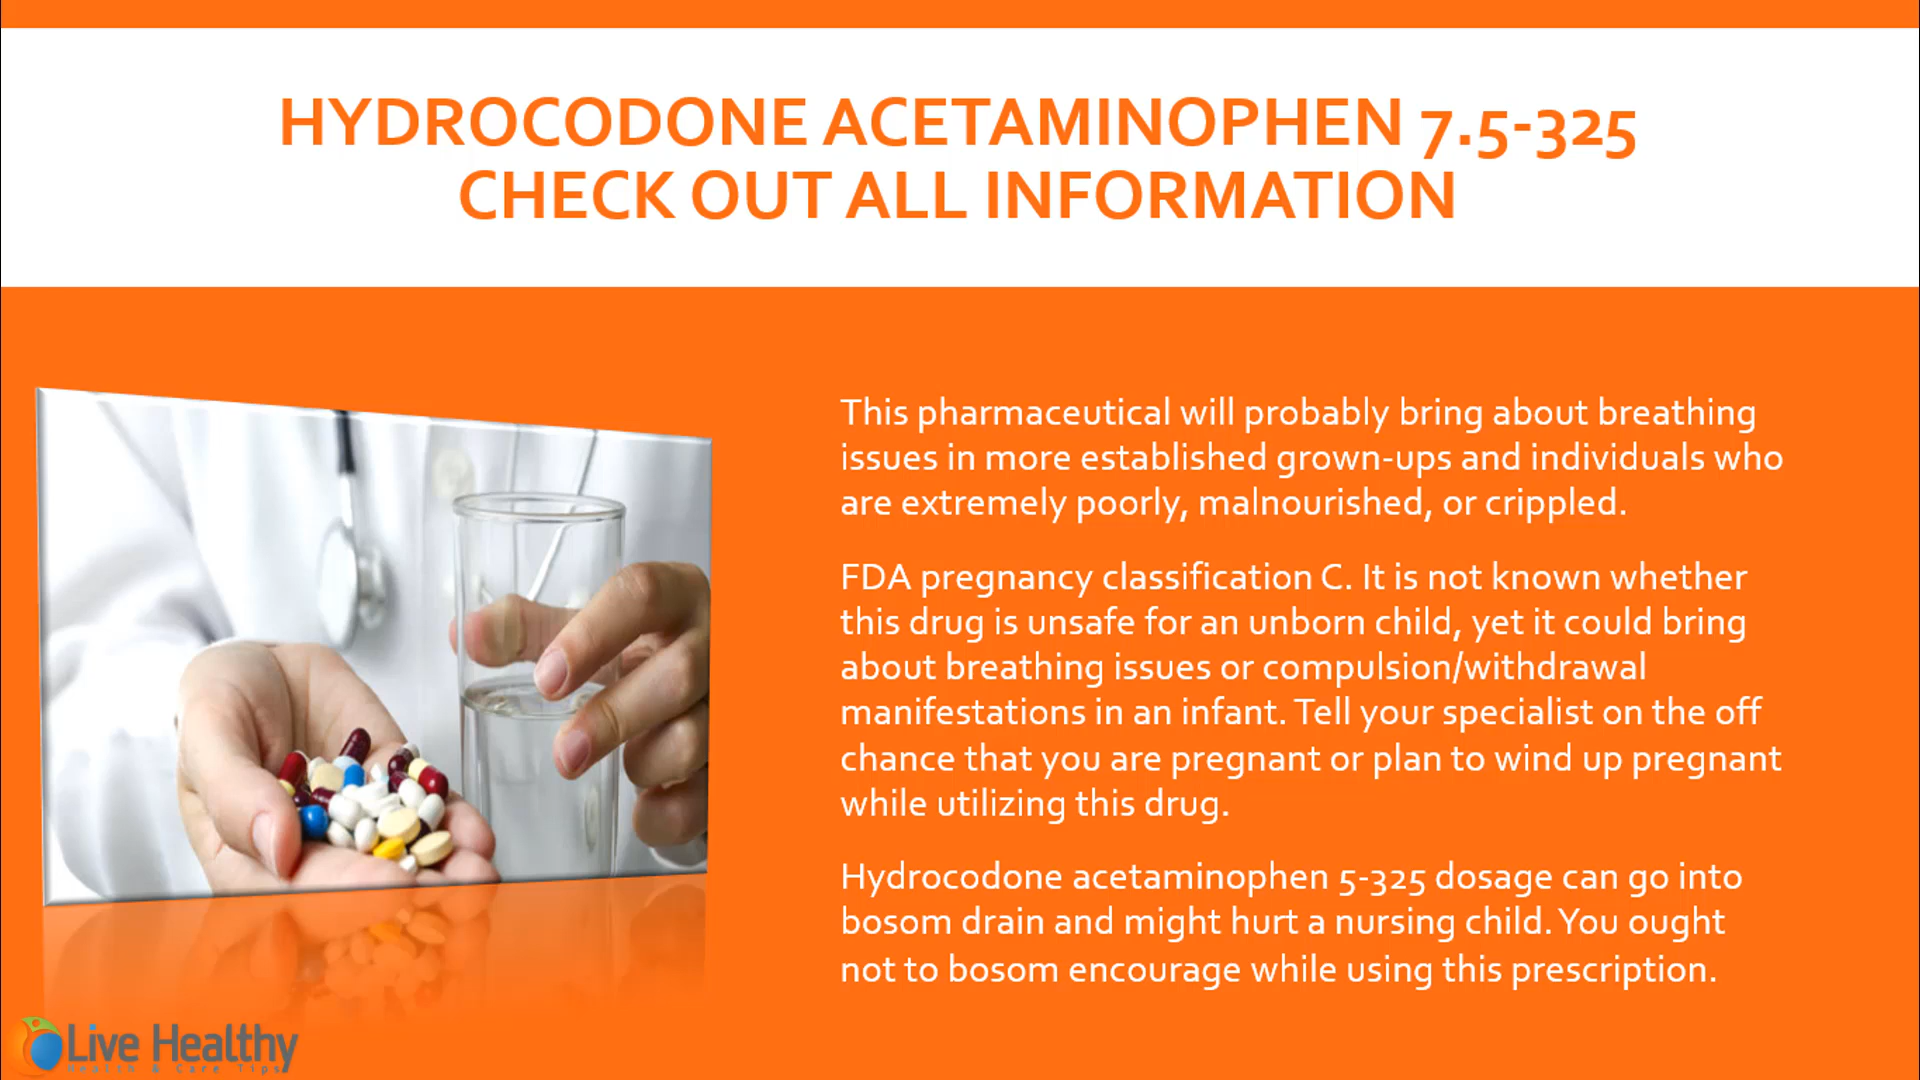 HYDROCODONE ACETAMINOPHEN 7.5-325
CHECK OUT ALL INFORMATION
This pharmaceutical will probably bring about breathing
issues in more established grown-ups and individuals who
are extremely poorly, malnourished, or crippled.
FDA pregnancy classification C. It is not known whether
this drug is unsafe for an unborn child, yet it could bring
about breathing issues or compulsion/withdrawal
manifestations in an infant. Tell your specialist on the off
chance that you are pregnant or plan to wind up pregnant
while utilizing this drug.
Hydrocodone acetaminophen 5-325 dosage can go into
bosom drain and might hurt a nursing child. You ought
not to bosom encourage while using this prescription.
Live Healthy
Health & Care Tips